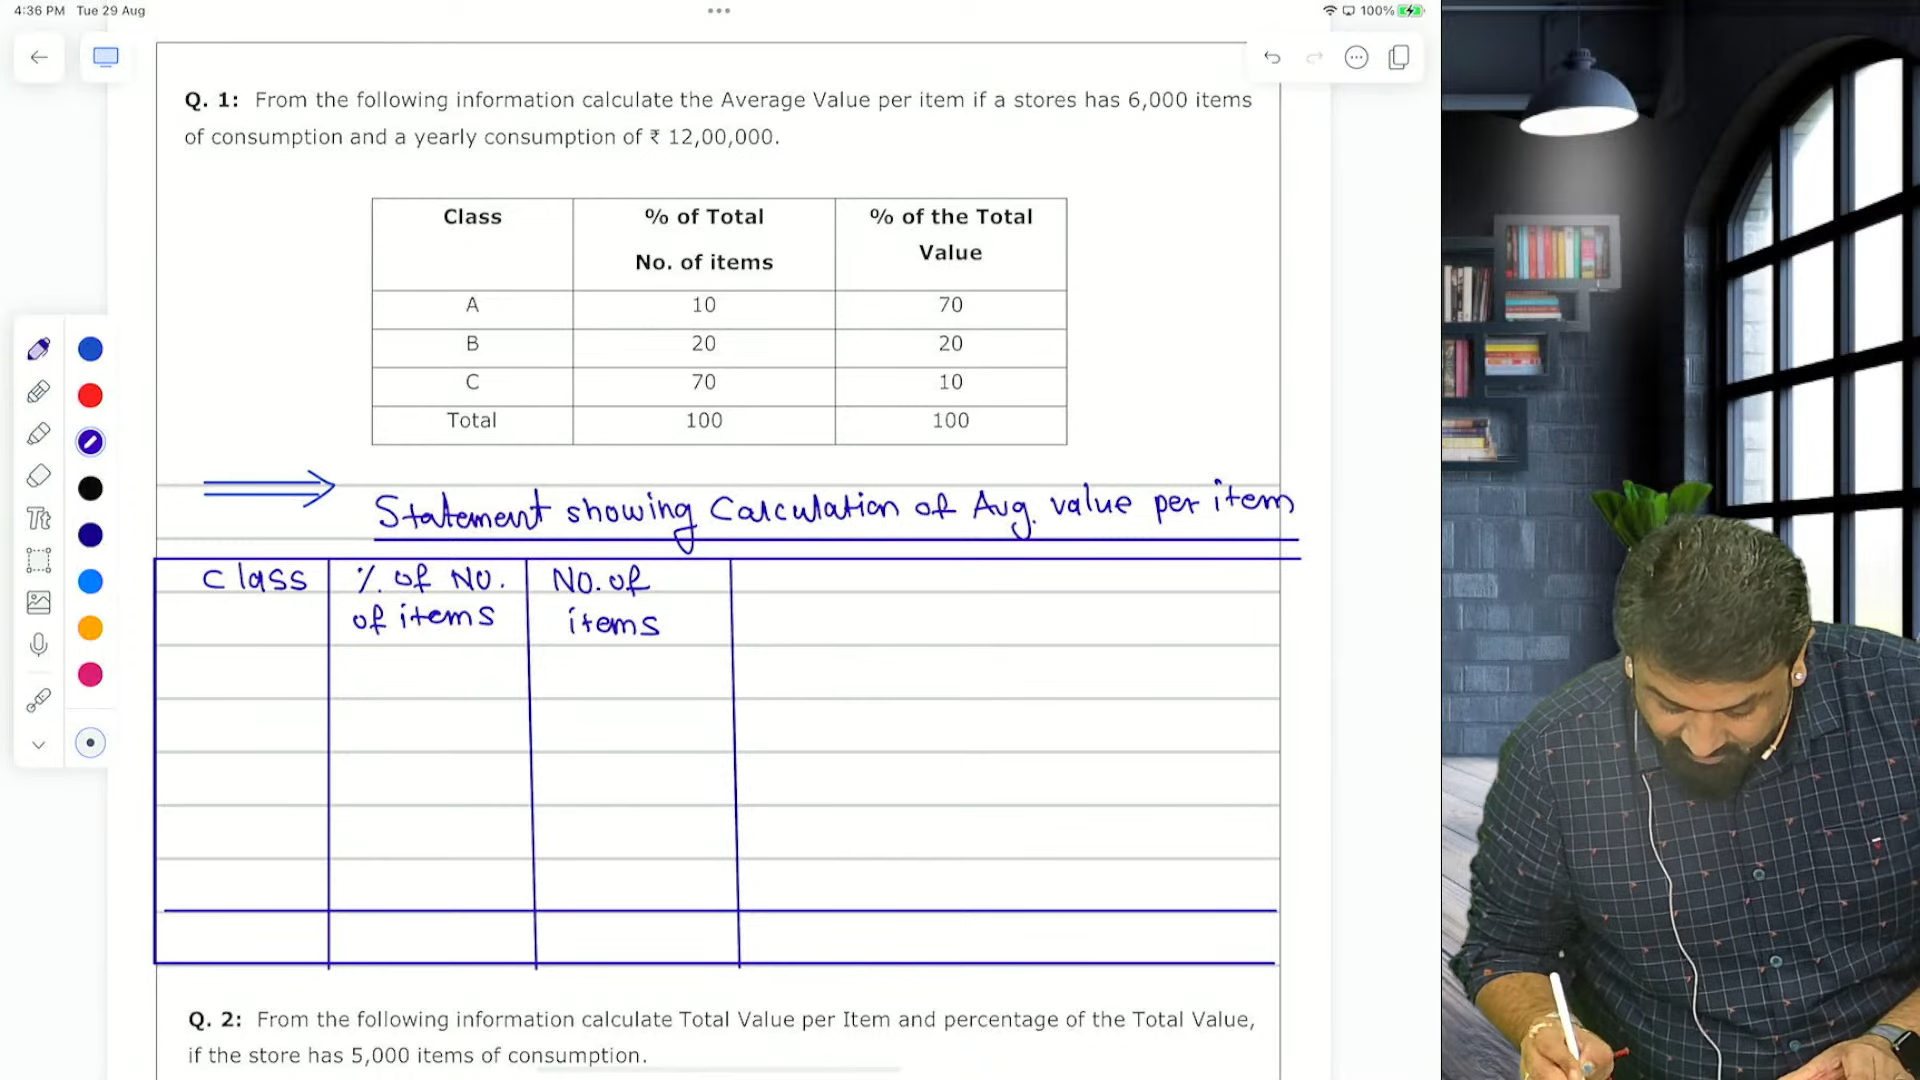 4:36 PM Tue 29 Aug
100%
Q. 1: From the following information calculate the Average Value per item if a stores has 6,000 items
of consumption and a yearly consumption of ₹ 12,00,000.
Class % of Total % of the Total
No. of items Value
A 10 70
B 20 20
C 70 10
Total 100 100
Statement showing Calculation of Avg. value per item
Class % of No. No. of
of items items
Tt
Q. 2: From the following information calculate Total Value per Item and percentage of the Total Value,
if the store has 5,000 items of consumption.